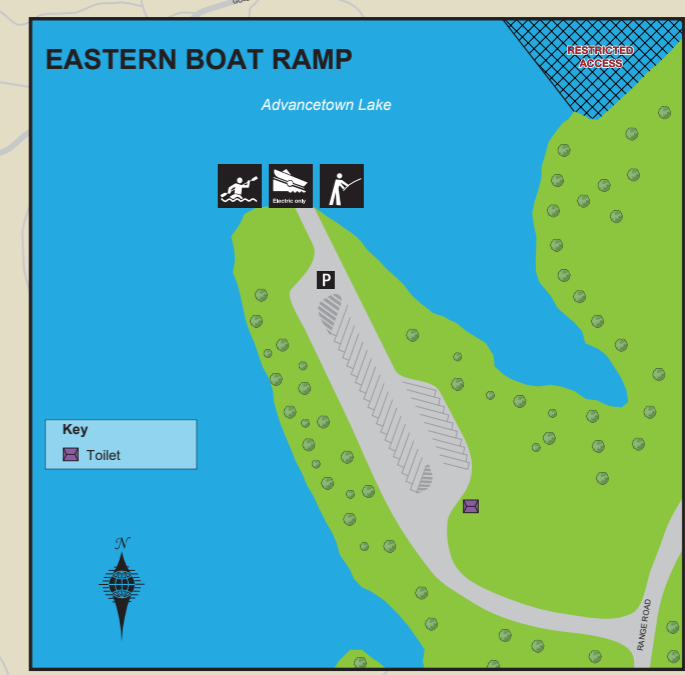 EASTERN BOAT RAMP
RESTRICTED
ACCESS
Advancetown Lake
Electric only
P
Key
Toilet
N
RANGE ROAD